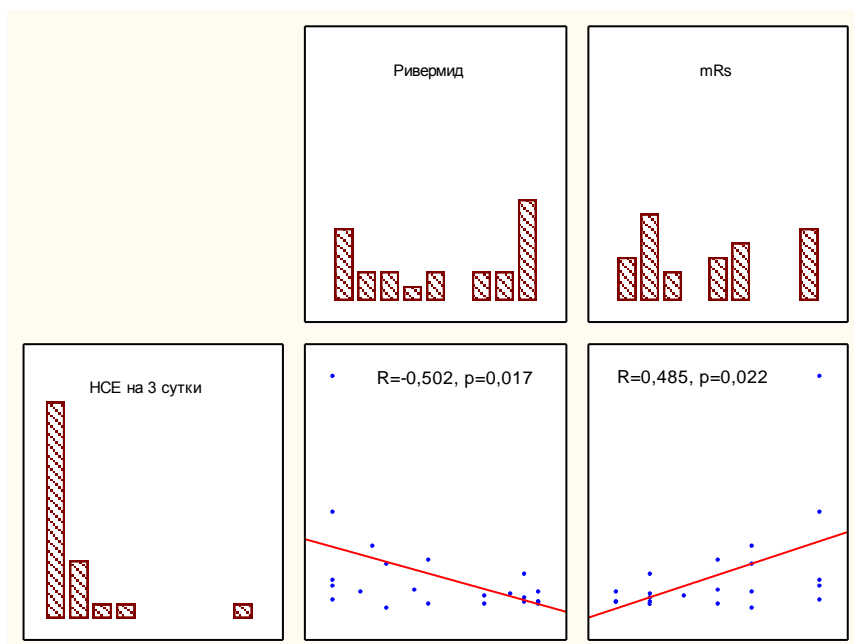 Ривермид
mRs
НСЕ на 3 сутки
R=-0,502, p=0,017
R=0,485, p=0,022